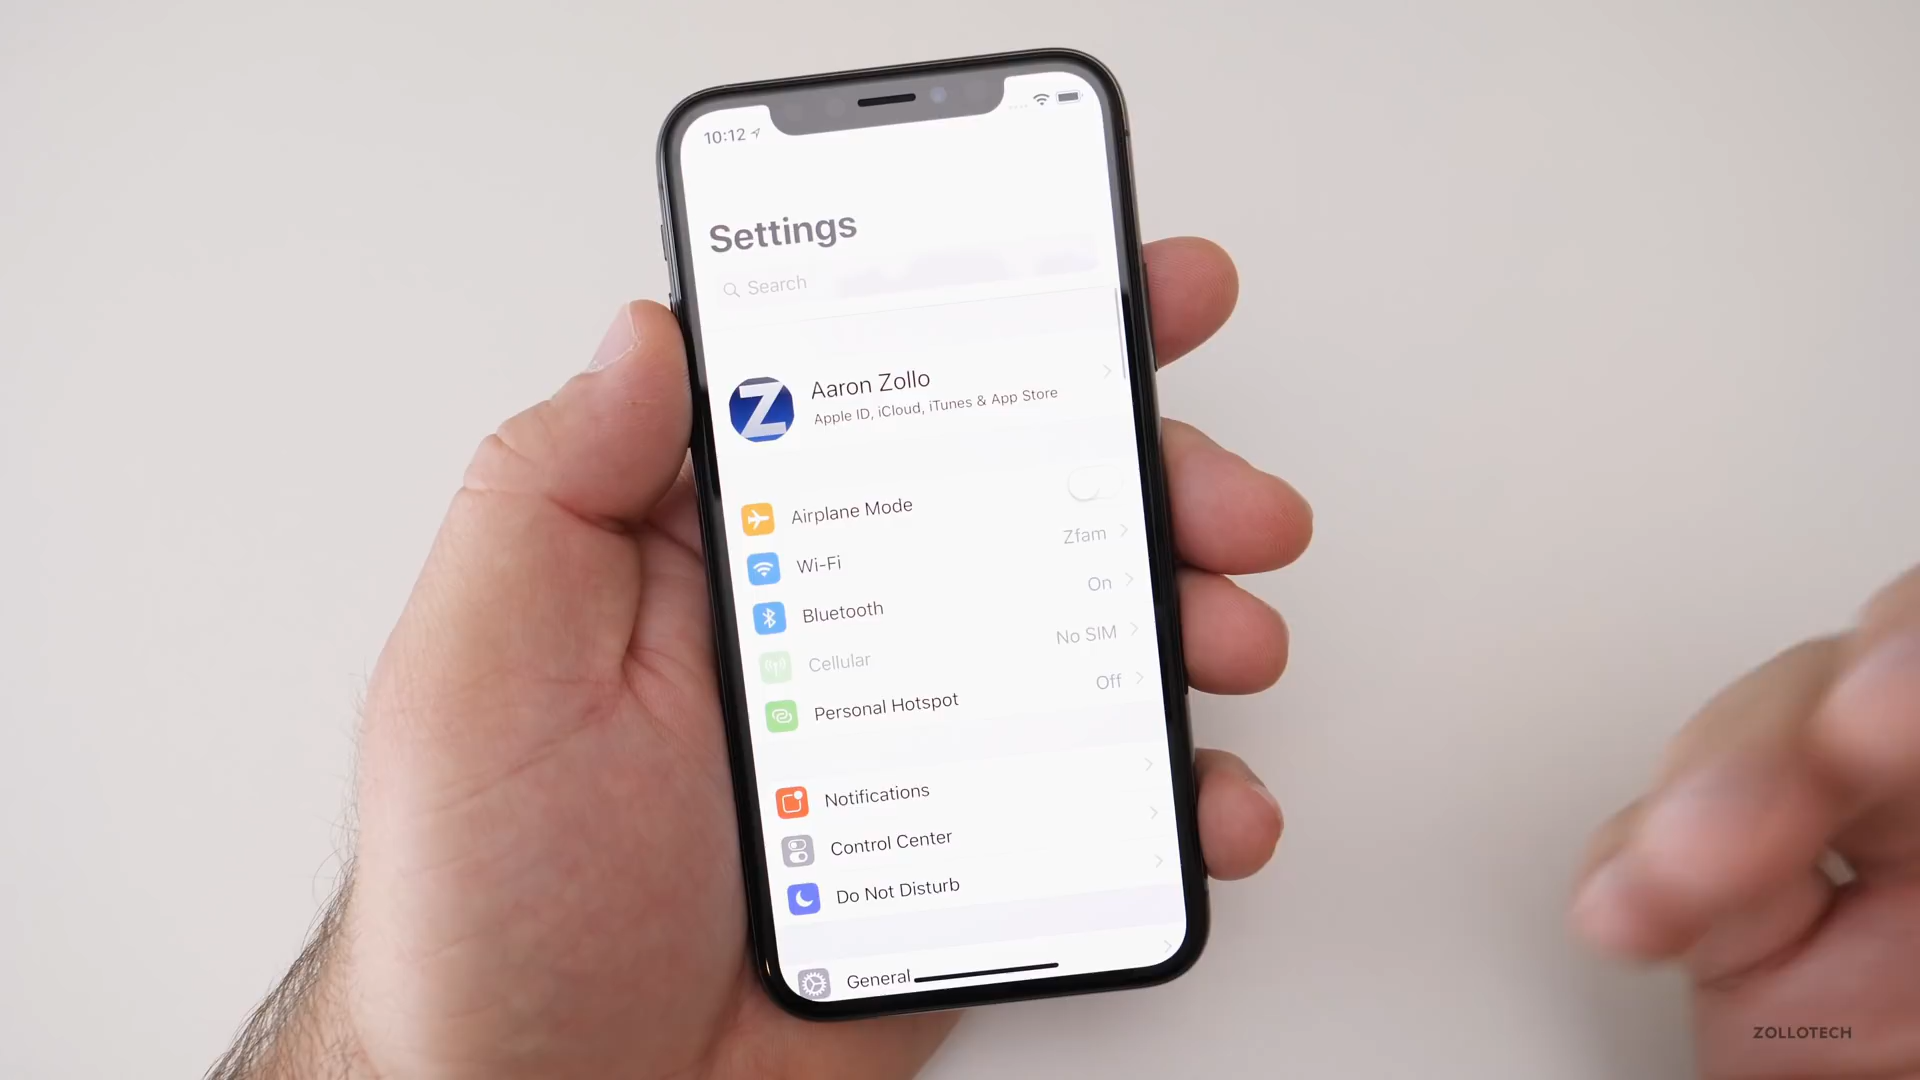 10:12
Settings
Search
Z
Aaron Zollo
Apple ID, iCloud, iTunes & App Store
Airplane Mode
Wi-Fi
Zfam
Bluetooth
On
Cellular
No SIM
Personal Hotspot
Off
Notifications
Control Center
Do Not Disturb
General
ZOLLOTECH